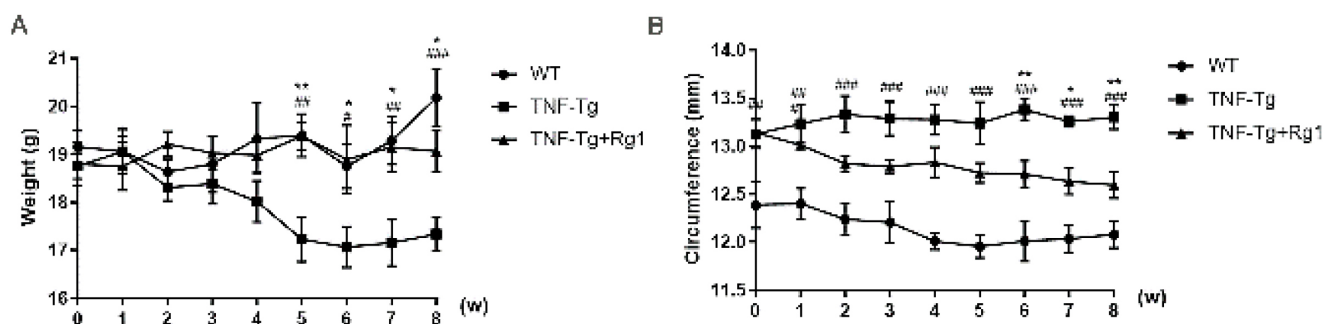 A
Weight (g)
21
20
19
18
17
16
0 1 2 3 4 5 6 7 8 (w)
**
##
*
#
*
##
*
###
WT
TNF-Tg
TNF-Tg+Rg1
B
Circumference (mm)
14.0
13.5
13.0
12.5
12.0
11.5
0 1 2 3 4 5 6 7 8 (w)
##
##
#
###
###
###
###
**
###
*
###
**
###
WT
TNF-Tg
TNF-Tg+Rg1